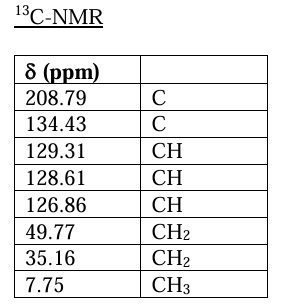 ¹³C-NMR
δ (ppm)
208.79 C
134.43 C
129.31 CH
128.61 CH
126.86 CH
49.77 CH₂
35.16 CH₂
7.75 CH₃